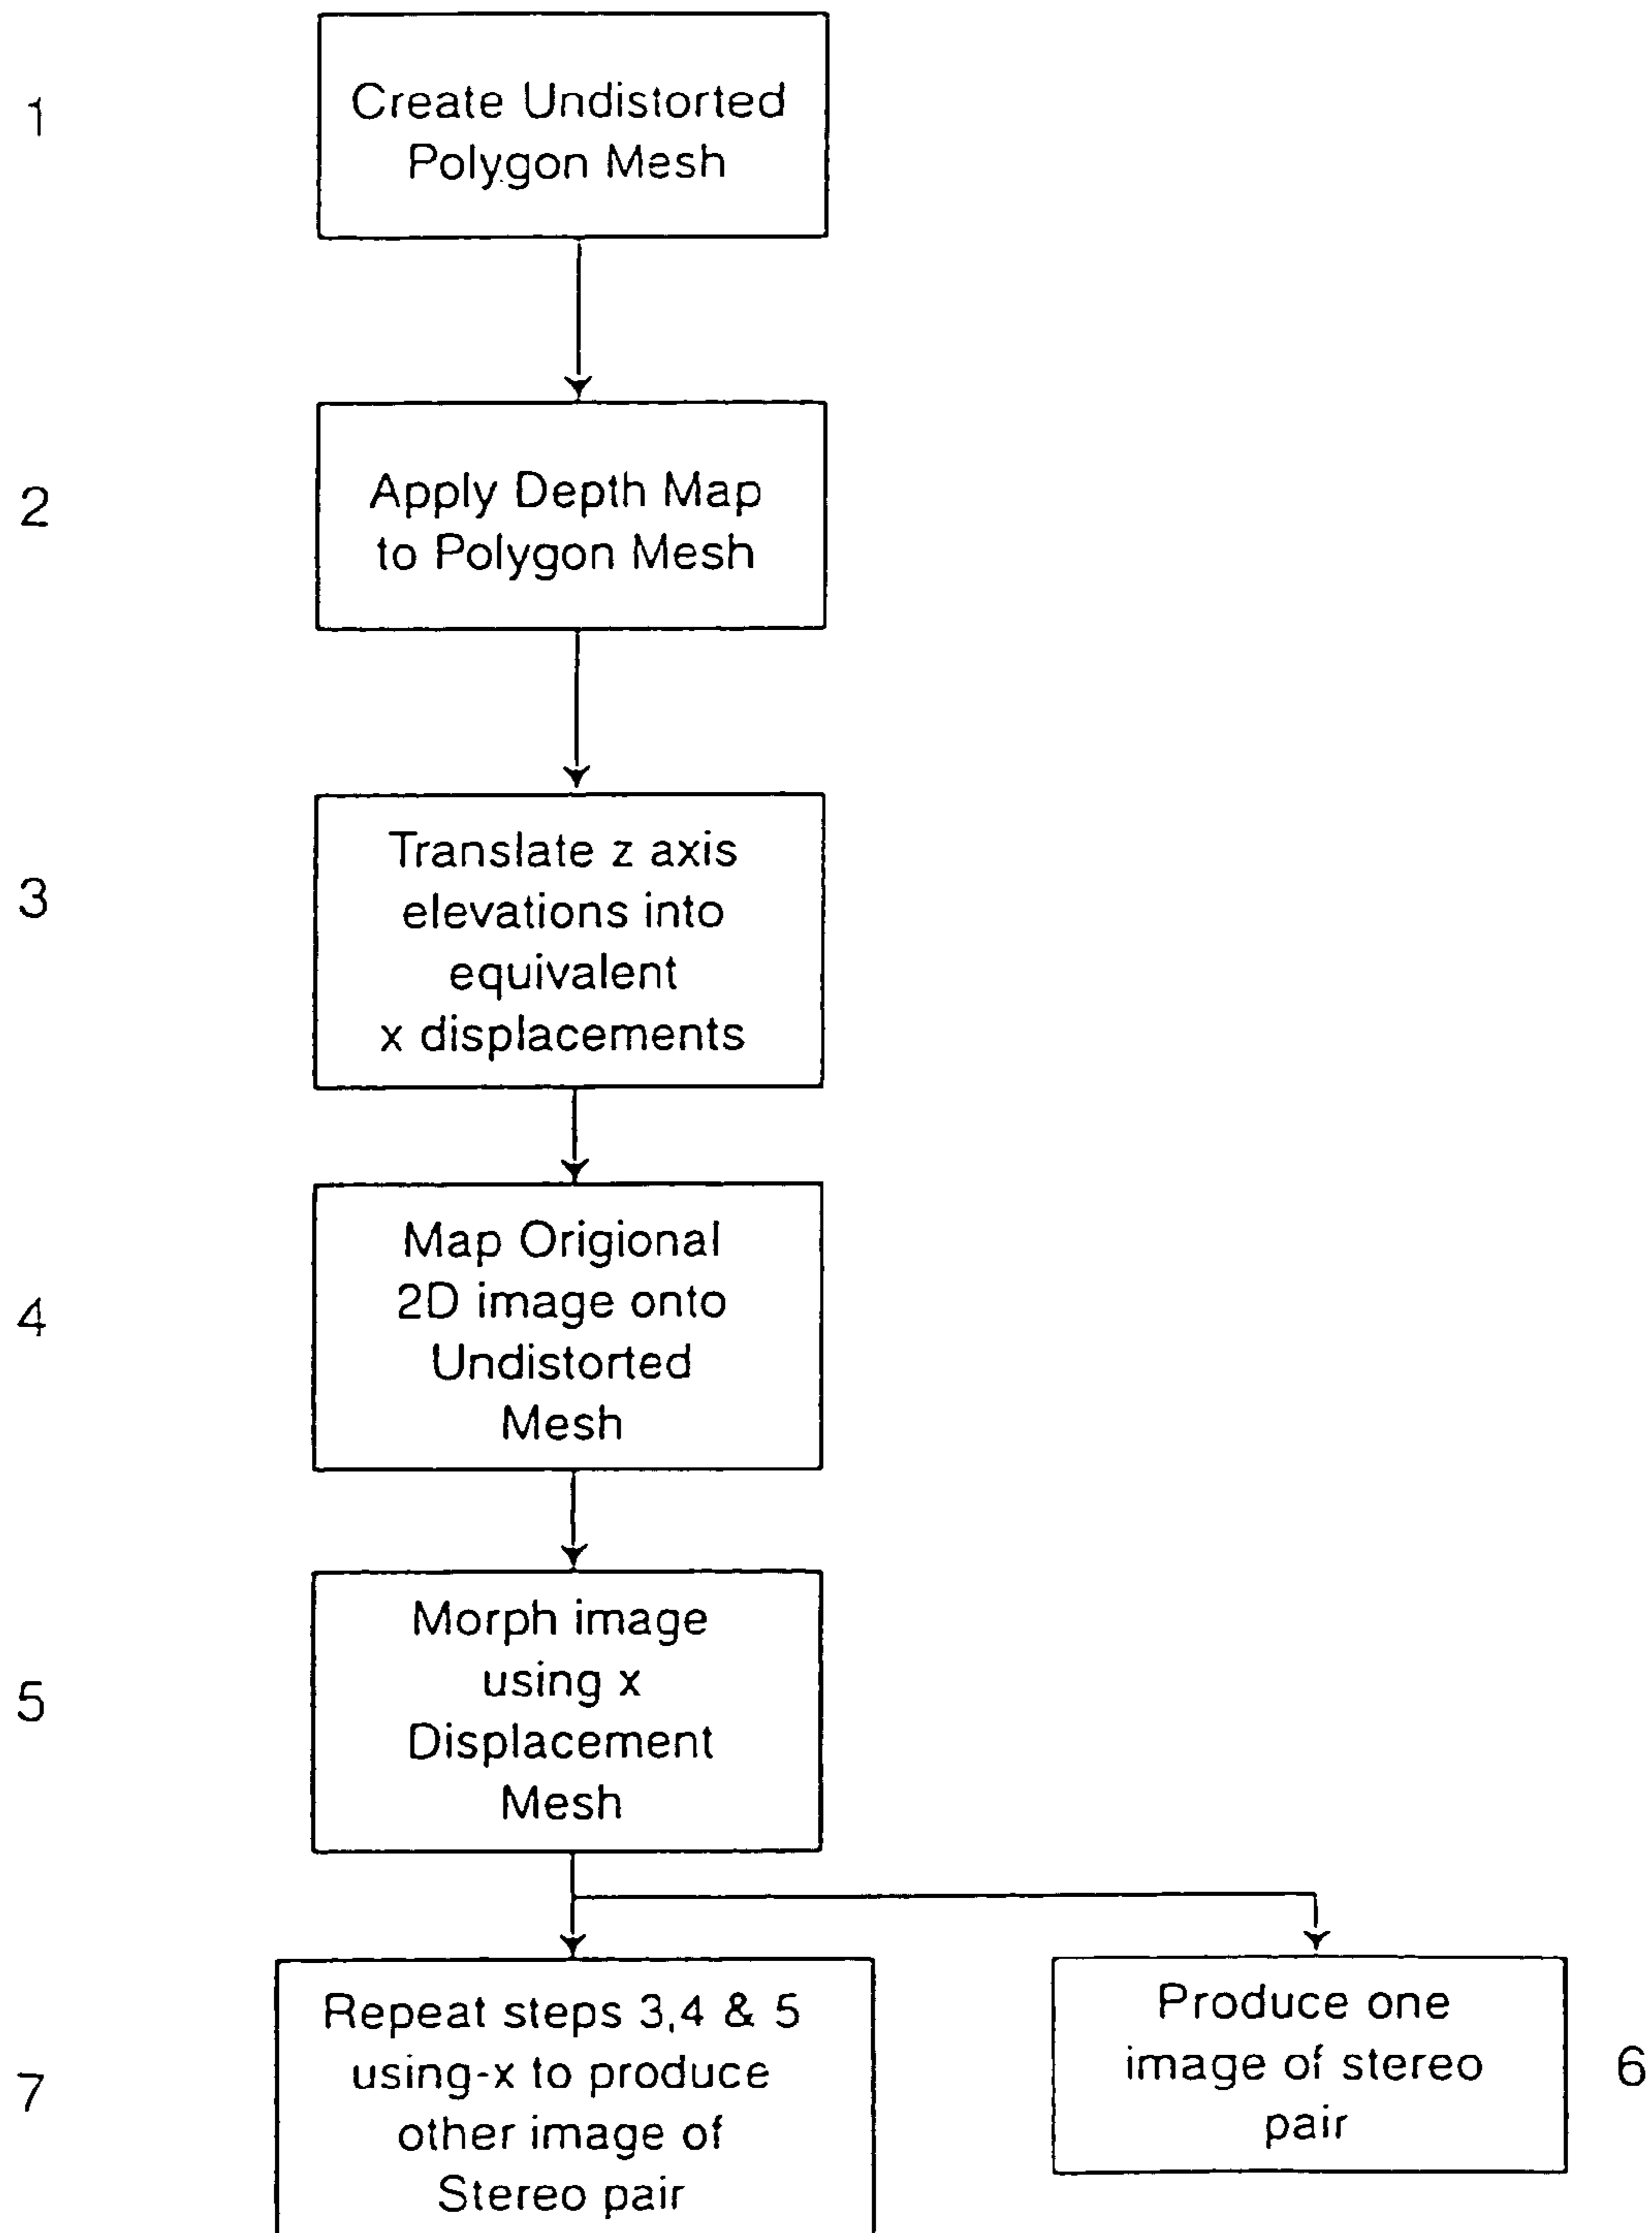 1
Create Undistorted
Polygon Mesh
2
Apply Depth Map
to Polygon Mesh
3
Translate z axis
elevations into
equivalent
x displacements
4
Map Origional
2D image onto
Undistorted
Mesh
5
Morph image
using x
Displacement
Mesh
7
Repeat steps 3,4 & 5
using-x to produce
other image of
Stereo pair
Produce one
image of stereo
pair
6